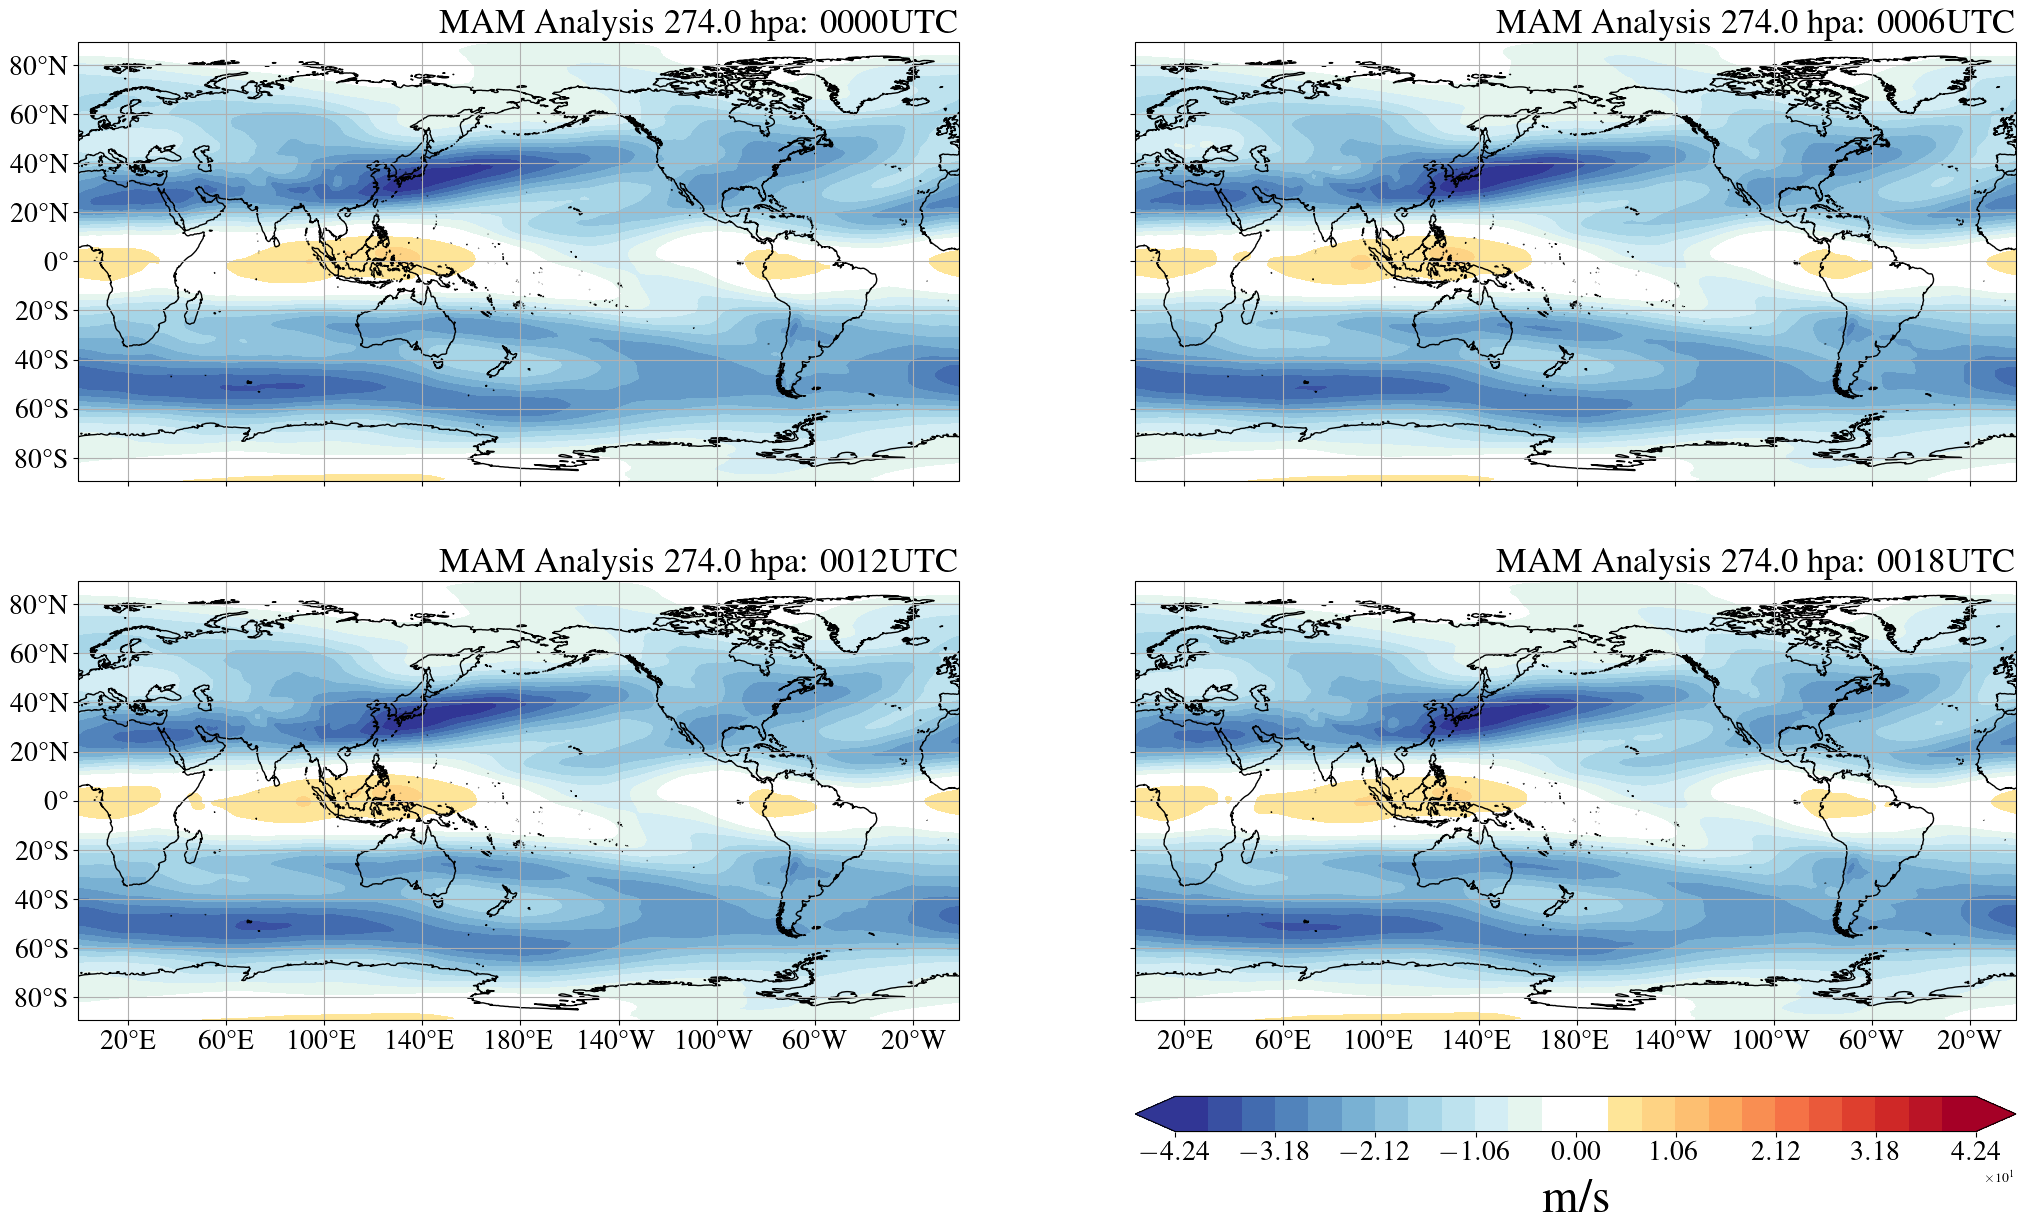 MAM Analysis 274.0 hpa: 0000UTC
MAM Analysis 274.0 hpa: 0006UTC
80°N
60°N
40°N
20°N
0°
20°S
40°S
60°S
80°S
MAM Analysis 274.0 hpa: 0012UTC
MAM Analysis 274.0 hpa: 0018UTC
80°N
60°N
40°N
20°N
0°
20°S
40°S
60°S
80°S
20°E 60°E 100°E 140°E 180°E 140°W 100°W 60°W 20°W
20°E 60°E 100°E 140°E 180°E 140°W 100°W 60°W 20°W
−4.24 −3.18 −2.12 −1.06 0.00 1.06 2.12 3.18 4.24
×10¹
m/s